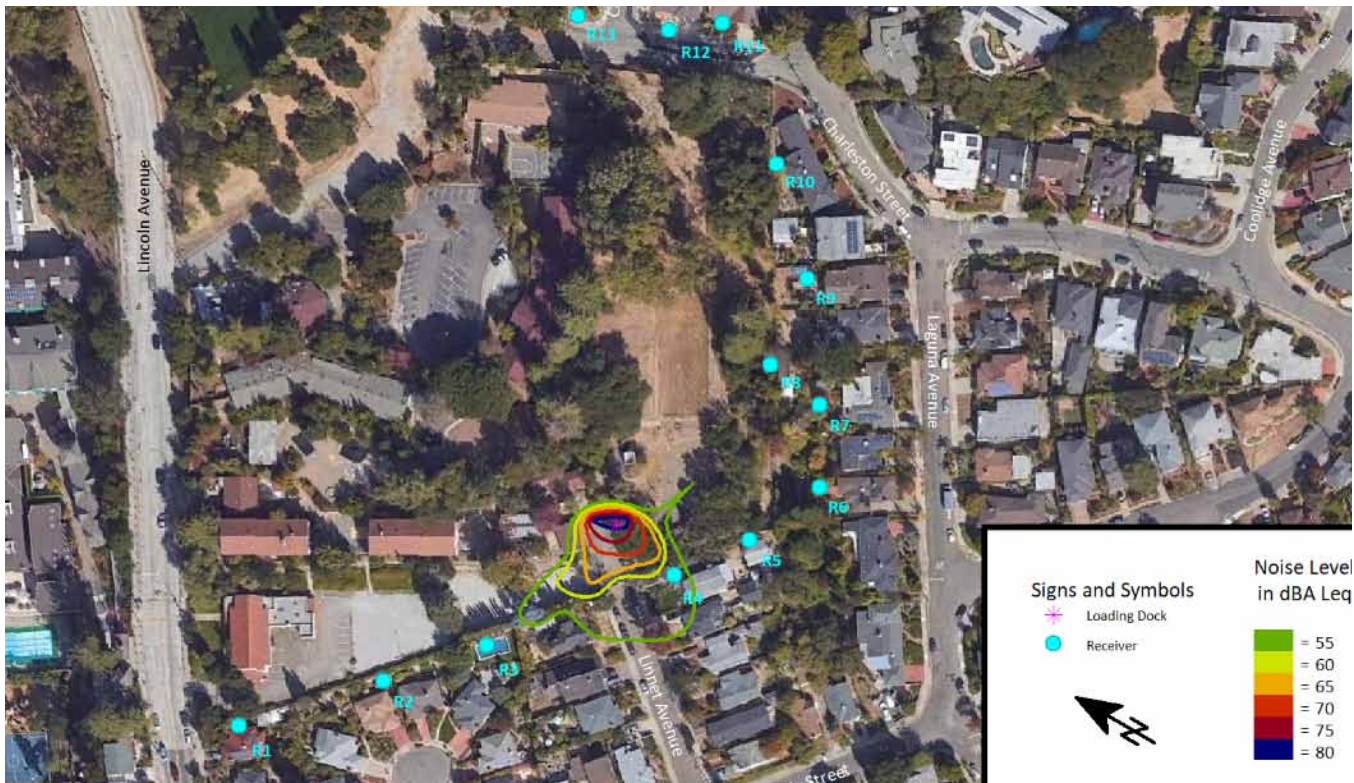 R13
R12
R11
Charleston Street
Coolidge Avenue
Lincoln Avenue
R10
R9
Laguna Avenue
R8
R7
R6
R5
R4
R3
Linnet Avenue
R2
R1
Street
Signs and Symbols
Loading Dock
Receiver
Noise Level
in dBA Leq
= 55
= 60
= 65
= 70
= 75
= 80